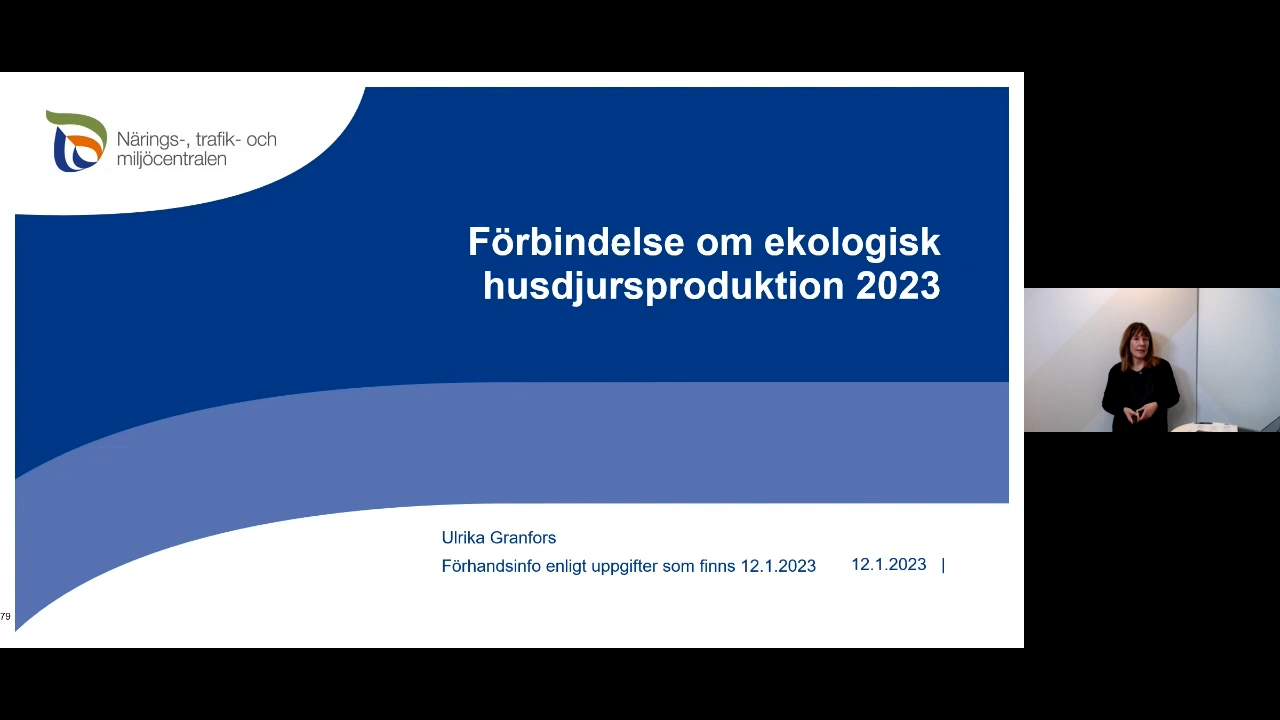 Närings-, trafik- och
miljöcentralen
Förbindelse om ekologisk
husdjursproduktion 2023
Ulrika Granfors
Förhandsinfo enligt uppgifter som finns 12.1.2023
12.1.2023 |
79